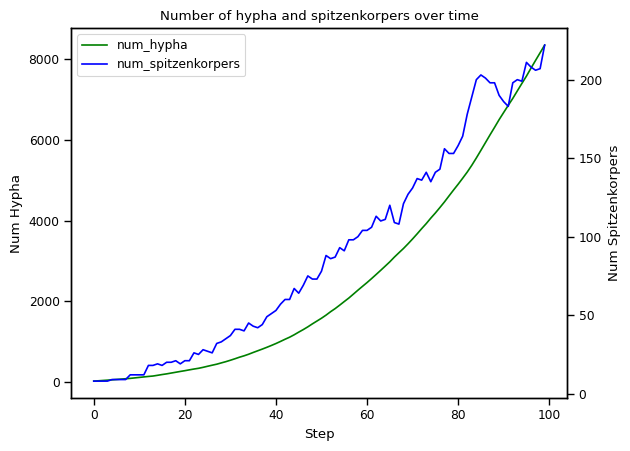 Number of hypha and spitzenkorpers over time
num_hypha
num_spitzenkorpers
8000
6000
4000
2000
0
Num Hypha
200
150
100
50
0
Num Spitzenkorpers
0 20 40 60 80 100
Step